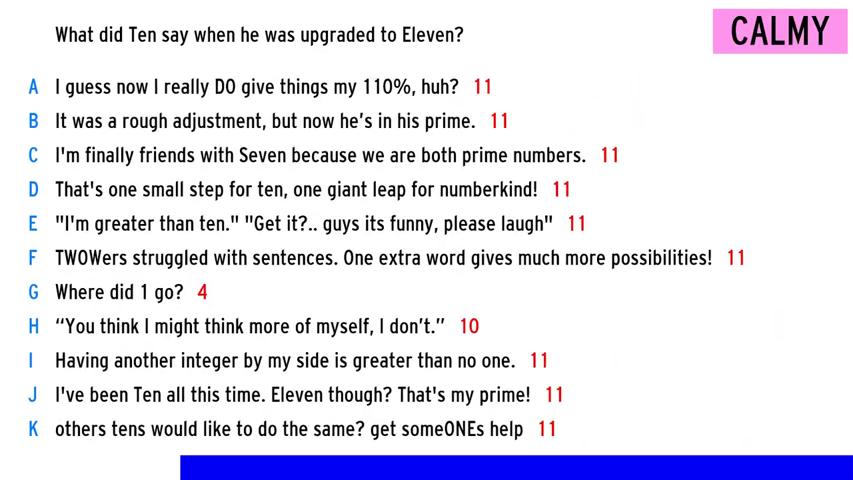 What did Ten say when he was upgraded to Eleven?
CALMY
A I guess now I really DO give things my 110%, huh? 11
B It was a rough adjustment, but now he’s in his prime. 11
C I'm finally friends with Seven because we are both prime numbers. 11
D That's one small step for ten, one giant leap for numberkind! 11
E "I'm greater than ten." "Get it?.. guys its funny, please laugh" 11
F TWOWers struggled with sentences. One extra word gives much more possibilities! 11
G Where did 1 go? 4
H “You think I might think more of myself, I don’t.” 10
I Having another integer by my side is greater than no one. 11
J I've been Ten all this time. Eleven though? That's my prime! 11
K others tens would like to do the same? get someONEs help 11